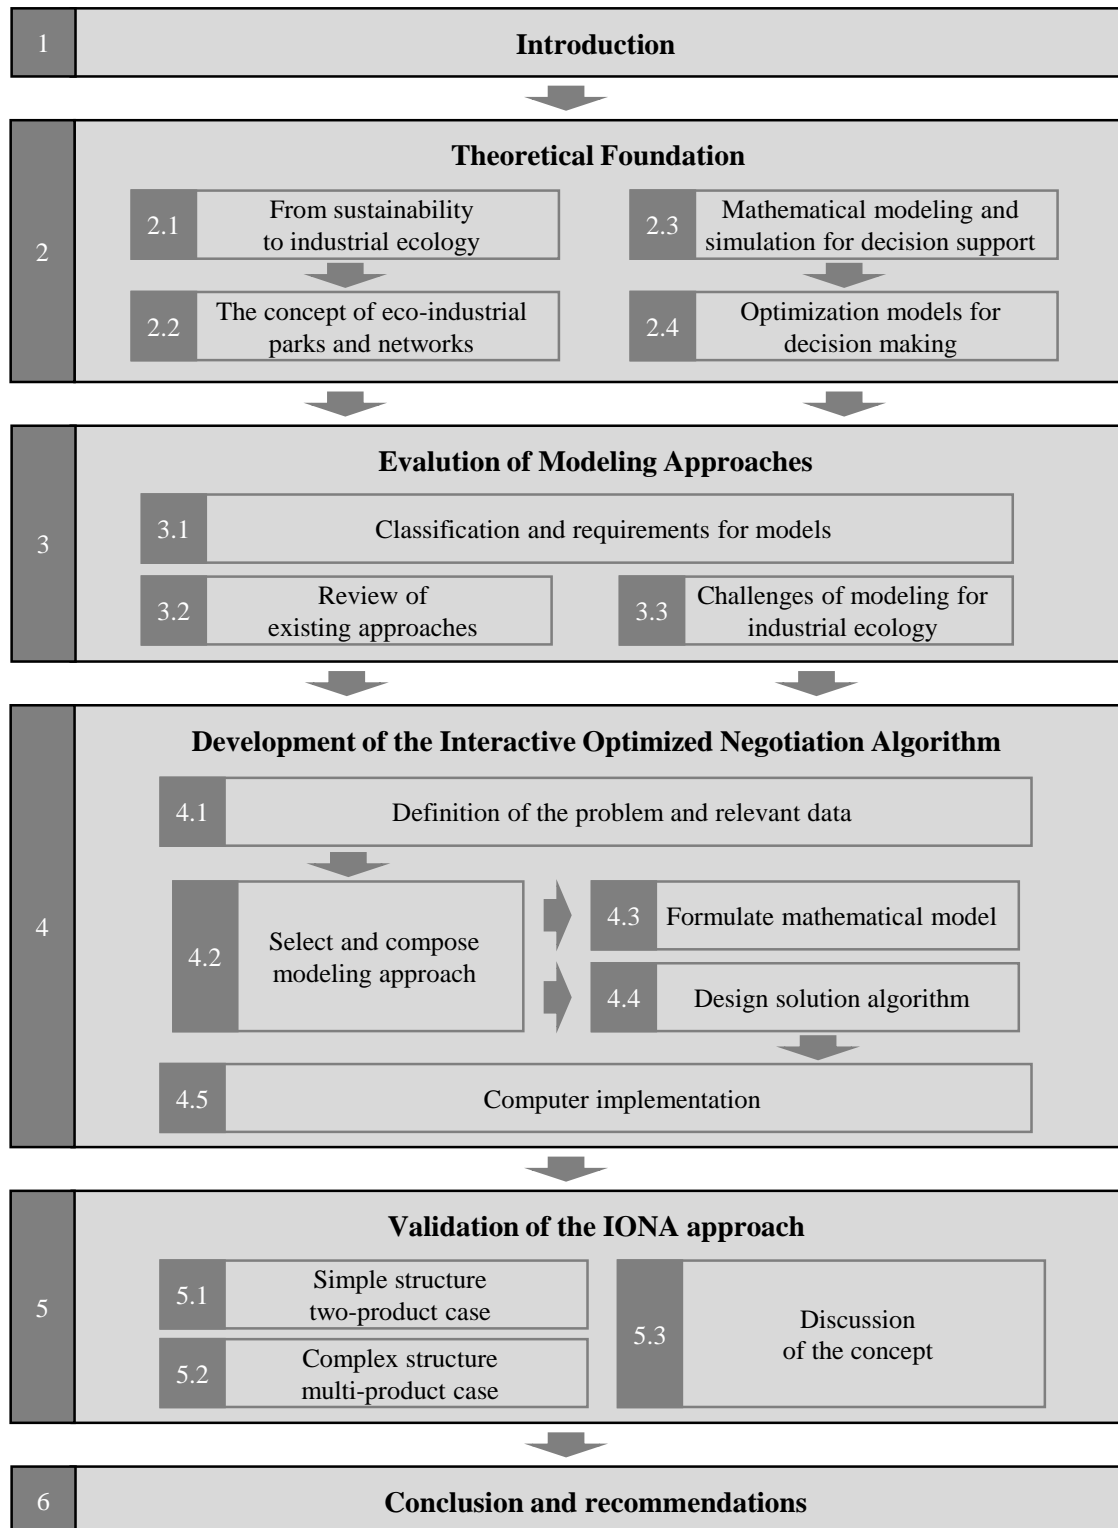 1
Introduction
2
Theoretical Foundation
2.1
From sustainability
to industrial ecology
2.2
The concept of eco-industrial
parks and networks
2.3
Mathematical modeling and
simulation for decision support
2.4
Optimization models for
decision making
3
Evalution of Modeling Approaches
3.1
Classification and requirements for models
3.2
Review of
existing approaches
3.3
Challenges of modeling for
industrial ecology
4
Development of the Interactive Optimized Negotiation Algorithm
4.1
Definition of the problem and relevant data
4.2
Select and compose
modeling approach
4.3
Formulate mathematical model
4.4
Design solution algorithm
4.5
Computer implementation
5
Validation of the IONA approach
5.1
Simple structure
two-product case
5.2
Complex structure
multi-product case
5.3
Discussion
of the concept
6
Conclusion and recommendations